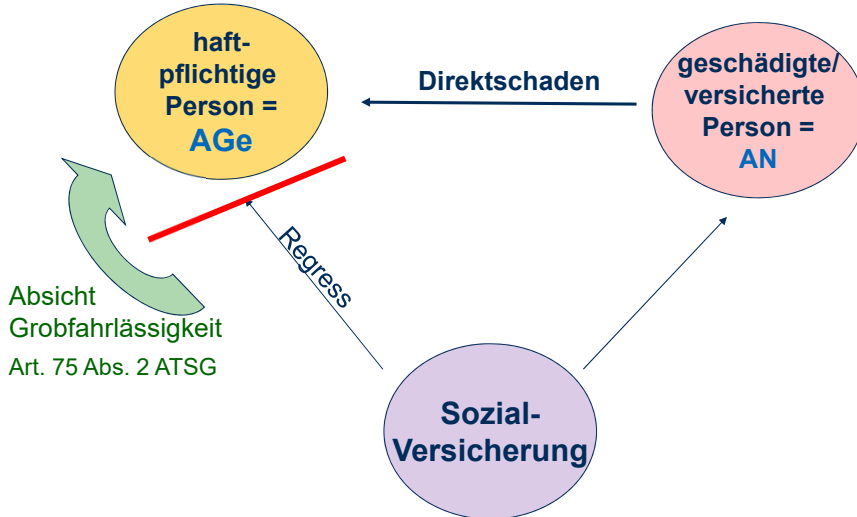 haft-
pflichtige
Person =
AGe
Direktschaden
geschädigte/
versicherte
Person =
AN
Regress
Absicht
Grobfahrlässigkeit
Art. 75 Abs. 2 ATSG
Sozial-
Versicherung